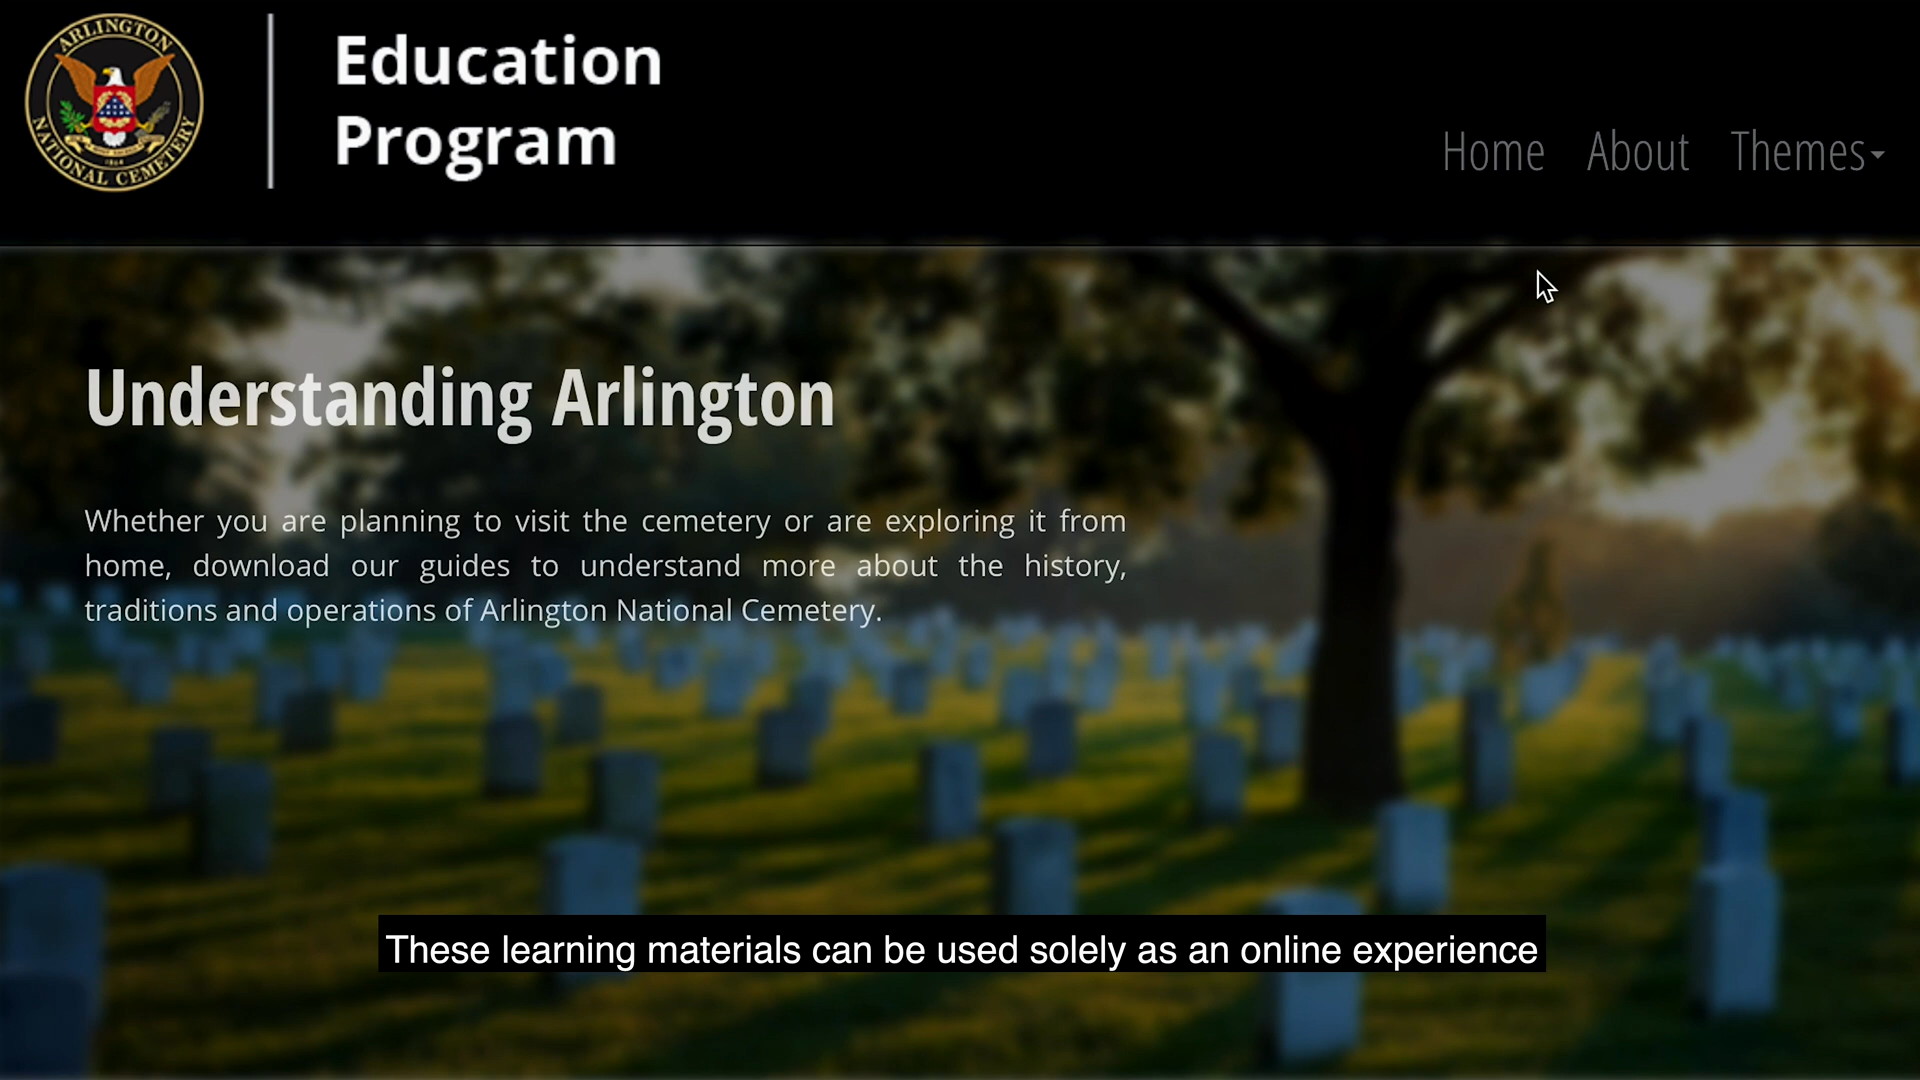 ARLINGTON
NATIONAL CEMETERY
Education
Program
Home About Themes
Understanding Arlington
Whether you are planning to visit the cemetery or are exploring it from
home, download our guides to understand more about the history,
traditions and operations of Arlington National Cemetery.
These learning materials can be used solely as an online experience